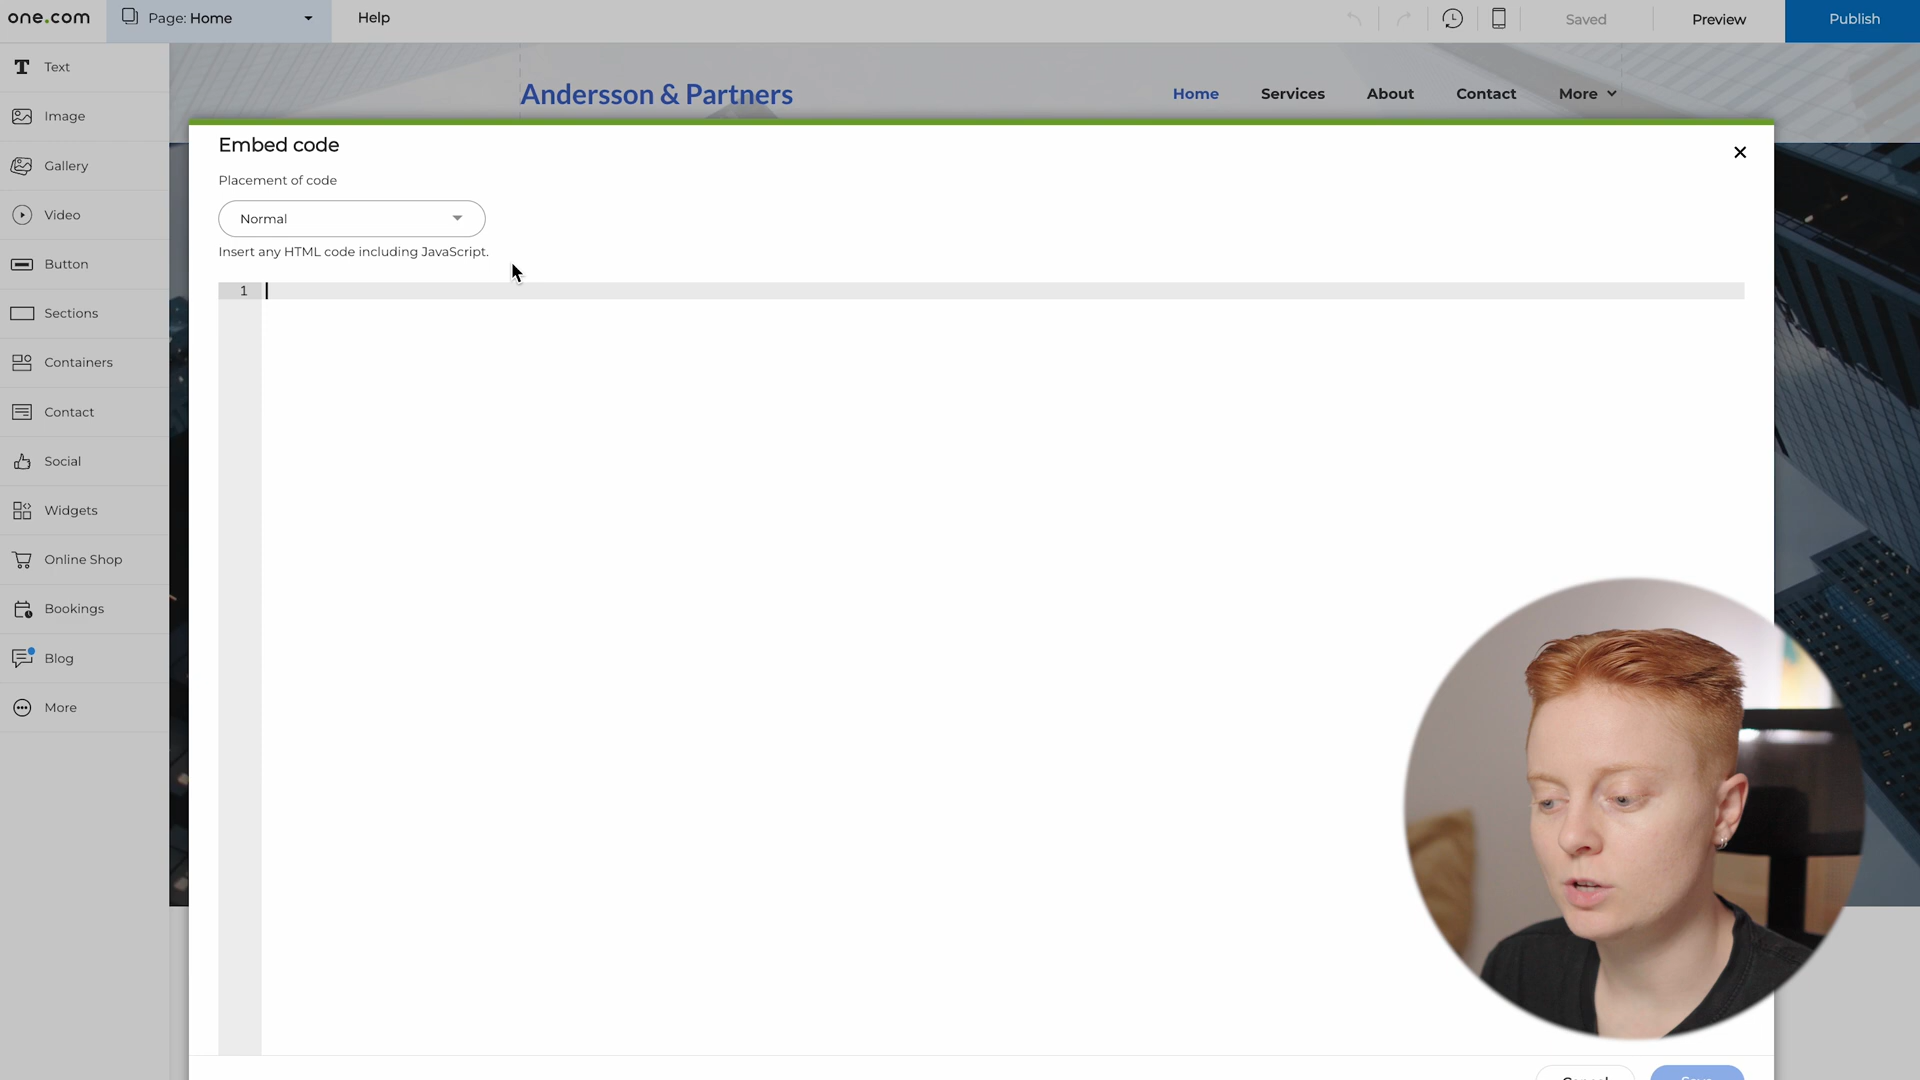 one.com
Page: Home
Help
Saved
Preview
Publish
Text
Image
Gallery
Video
Button
Sections
Containers
Contact
Social
Widgets
Online Shop
Bookings
Blog
More
Andersson & Partners
Home
Services
About
Contact
More
Embed code
Placement of code
Normal
Insert any HTML code including JavaScript.
1
Cancel
Save